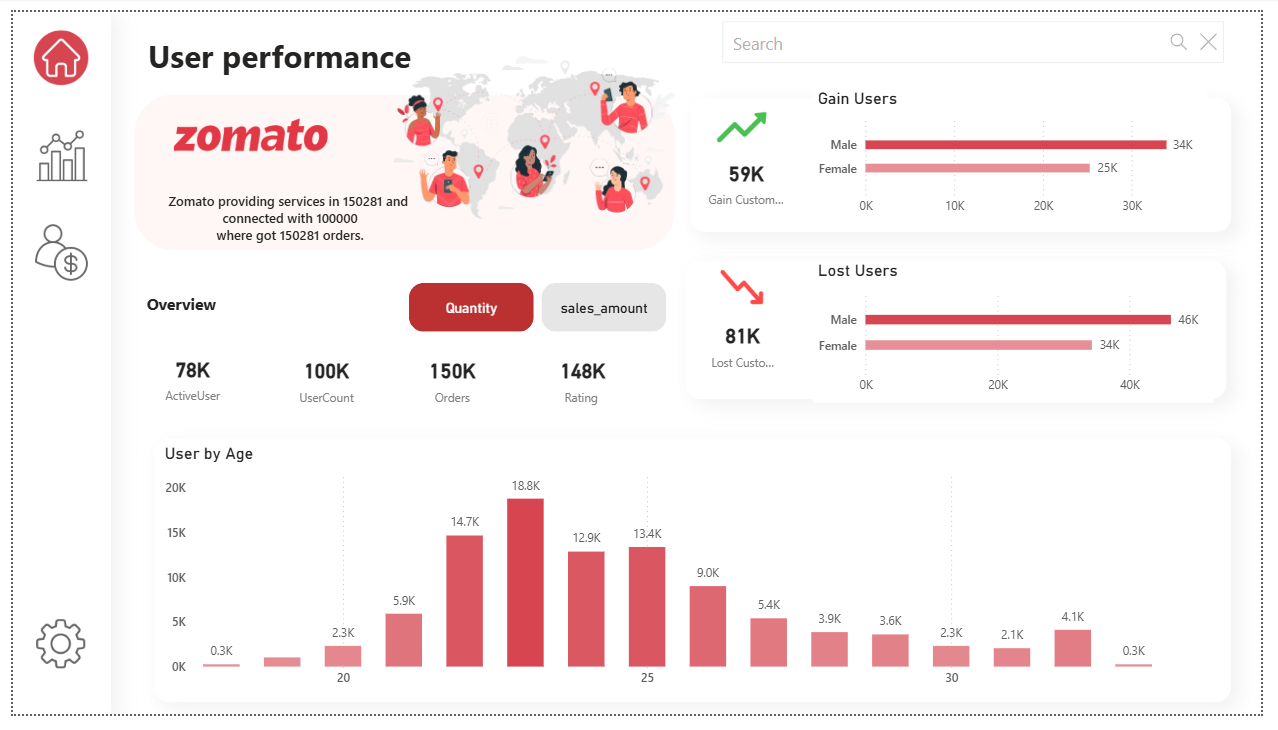 User performance
Search
zomato
Zomato providing services in 150281 and
connected with 100000
where got 150281 orders.
59K
Gain Custom...
Gain Users
Male
34K
Female
25K
0K
10K
20K
30K
81K
Lost Custo...
Lost Users
Male
46K
Female
34K
0K
20K
40K
Overview
Quantity
sales_amount
78K
ActiveUser
100K
UserCount
150K
Orders
148K
Rating
User by Age
20K
15K
10K
5K
0K
0.3K
2.3K
5.9K
14.7K
18.8K
12.9K
13.4K
9.0K
5.4K
3.9K
3.6K
2.3K
2.1K
4.1K
0.3K
20
25
30